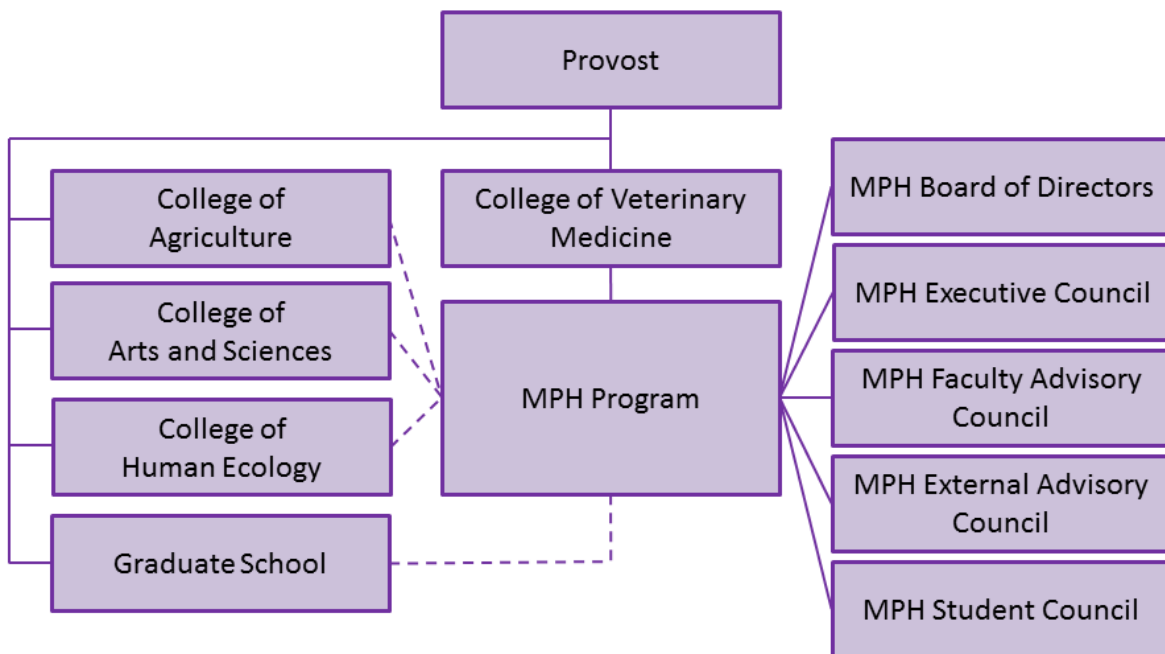 Provost
College of
Agriculture
College of Veterinary
Medicine
MPH Board of Directors
College of
Arts and Sciences
MPH Executive Council
MPH Program
MPH Faculty Advisory
Council
College of
Human Ecology
MPH External Advisory
Council
Graduate School
MPH Student Council